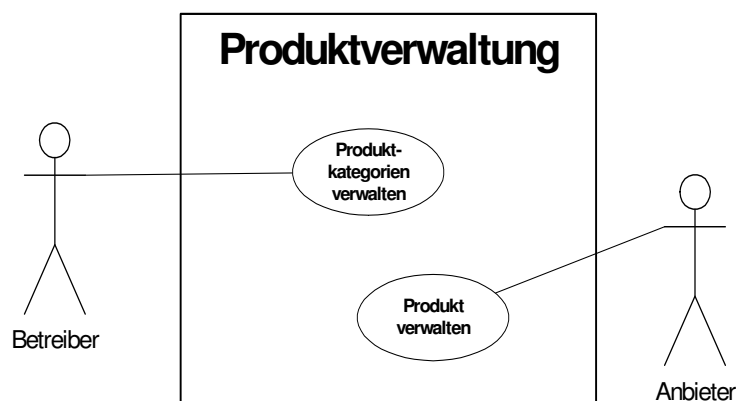 Produktverwaltung
Produkt-
kategorien
verwalten
Betreiber
Produkt
verwalten
Anbieter